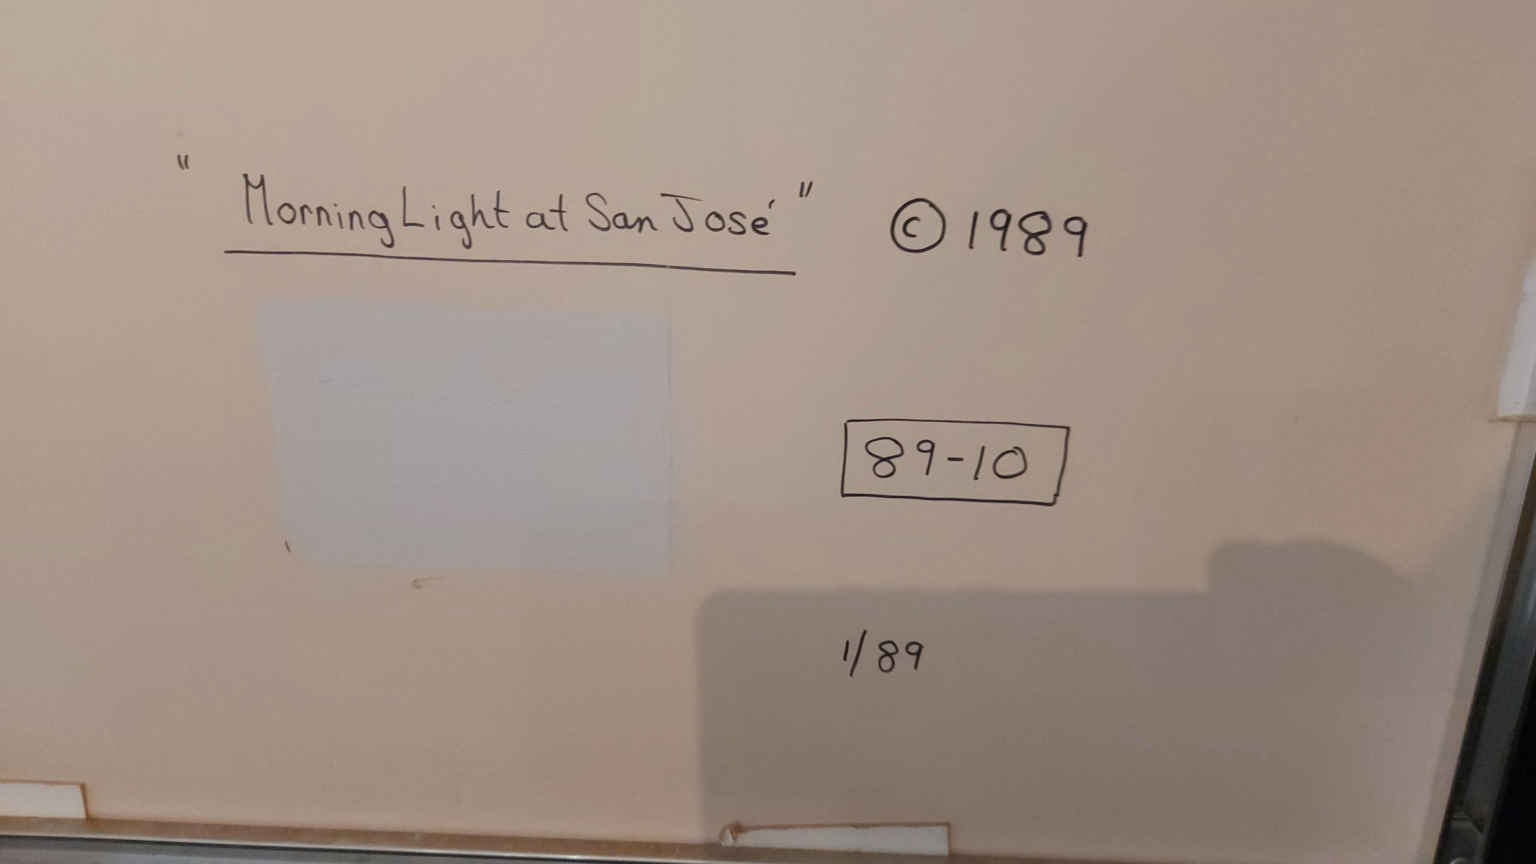 "Morning Light at San José" © 1989
89-10
1/89